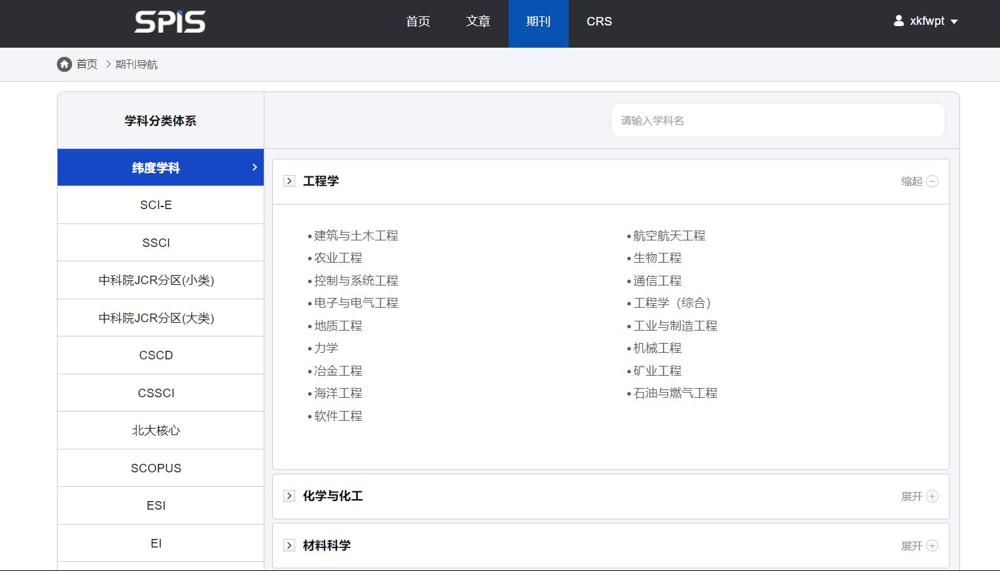 SPIS
首页
文章
期刊
CRS
xkfwpt
首页 > 期刊导航
学科分类体系
请输入学科名
纬度学科
SCI-E
SSCI
中科院JCR分区(小类)
中科院JCR分区(大类)
CSCD
CSSCI
北大核心
SCOPUS
ESI
EI
工程学
缩起
•建筑与土木工程
•航空航天工程
•农业工程
•生物工程
•控制与系统工程
•通信工程
•电子与电气工程
•工程学（综合）
•地质工程
•工业与制造工程
•力学
•机械工程
•冶金工程
•矿业工程
•海洋工程
•石油与燃气工程
•软件工程
化学与化工
展开
材料科学
展开